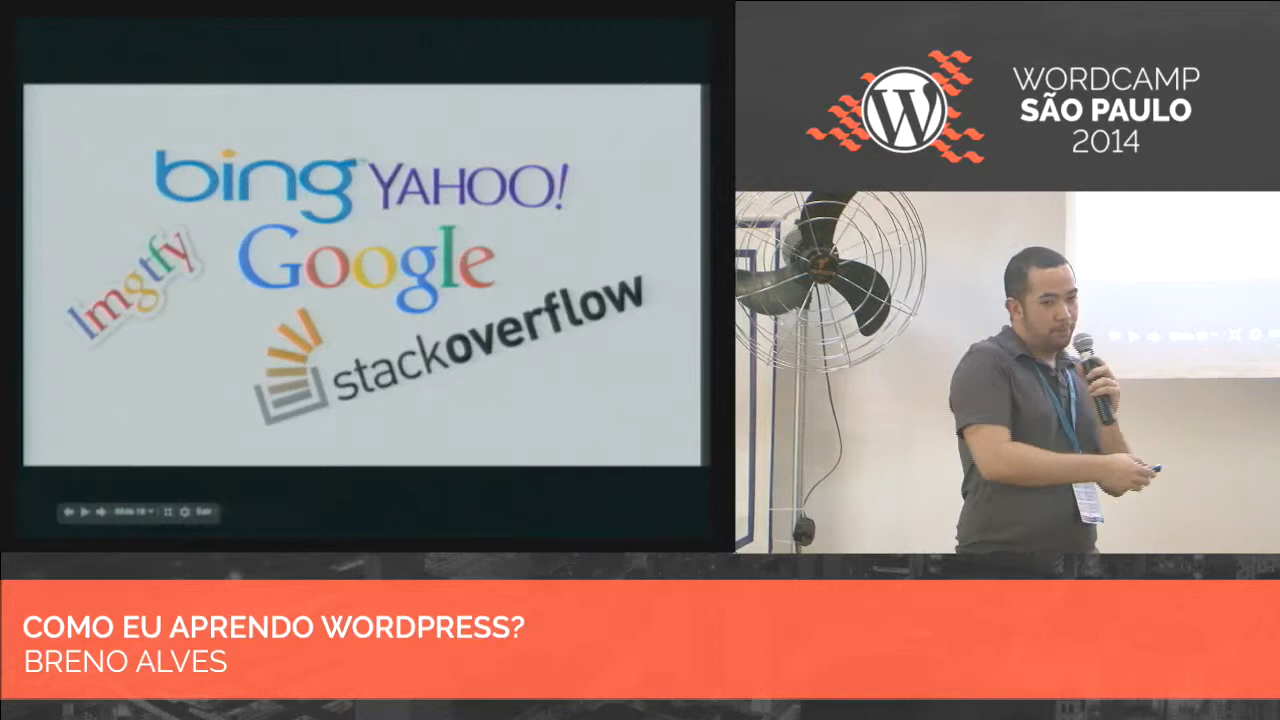 bing YAHOO!
lmgtfy
Google
stackoverflow
WORDCAMP
SÃO PAULO
2014
COMO EU APRENDO WORDPRESS?
BRENO ALVES